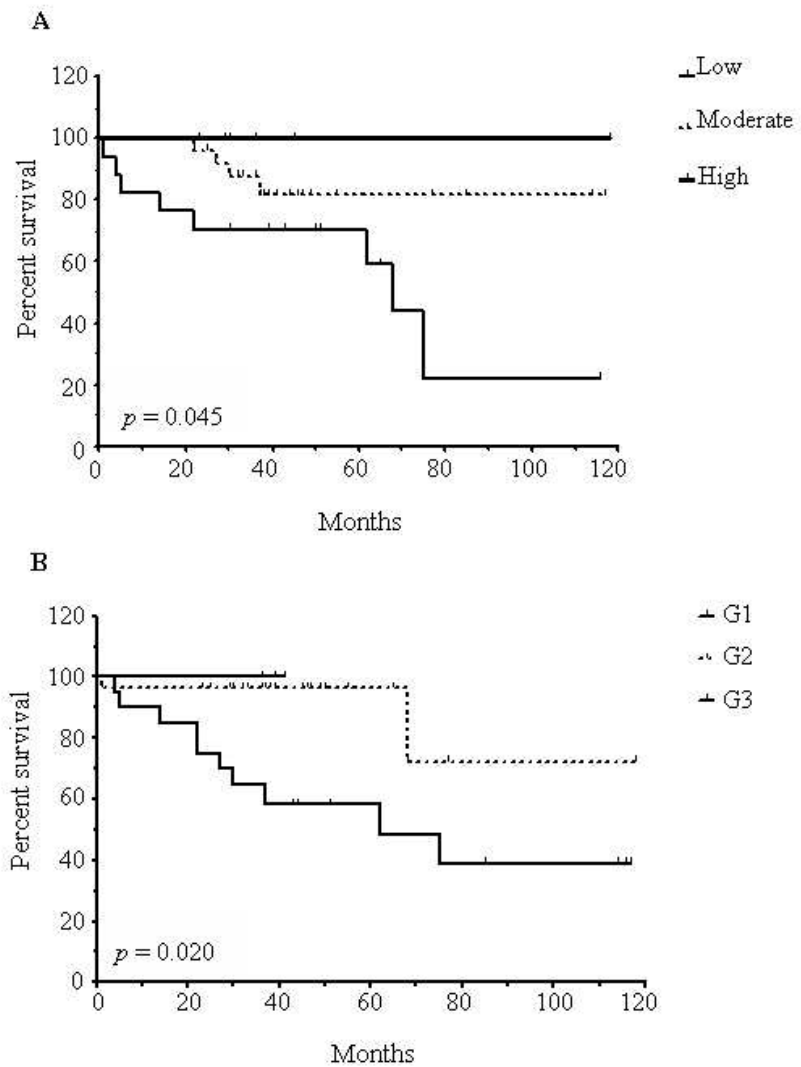 A
Low
Moderate
High
120
100
80
60
40
20
0
Percent survival
p = 0.045
0 20 40 60 80 100 120
Months
B
G1
G2
G3
120
100
80
60
40
20
0
Percent survival
p = 0.020
0 20 40 60 80 100 120
Months